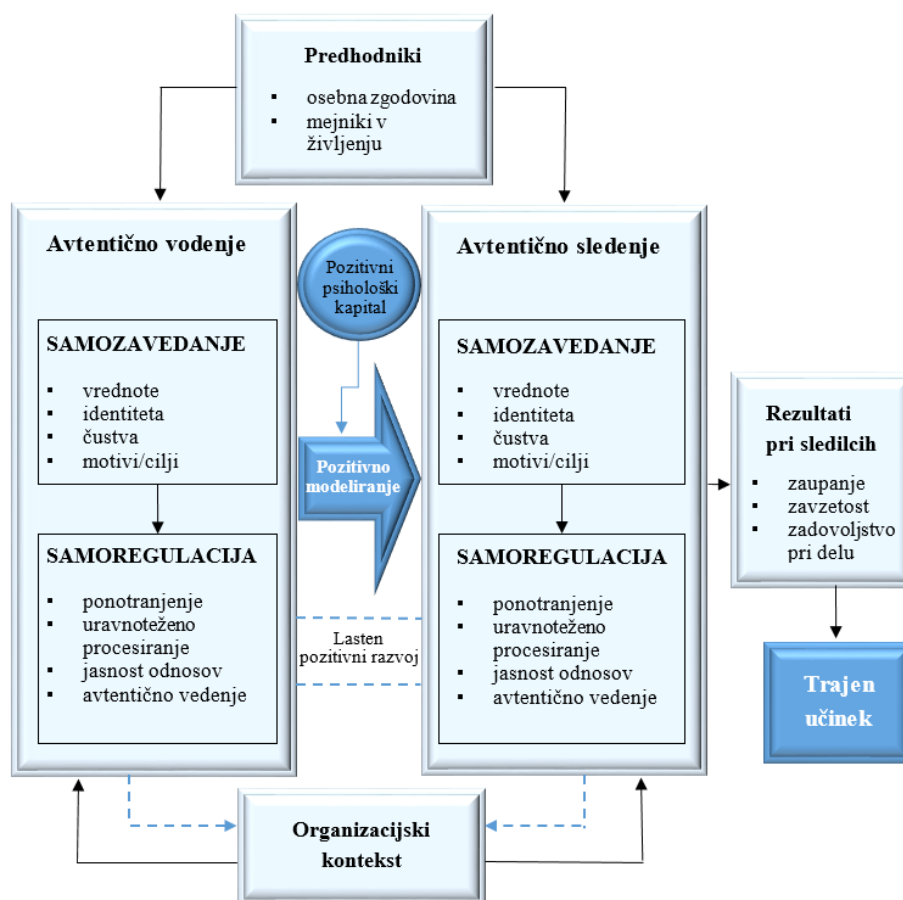 Predhodniki
▪ osebna zgodovina
▪ mejniki v
življenju
Avtentično vodenje
SAMOZAVEDANJE
▪ vrednote
▪ identiteta
▪ čustva
▪ motivi/cilji
SAMOREGULACIJA
▪ ponotranjenje
▪ uravnoteženo
procesiranje
▪ jasnost odnosov
▪ avtentično vedenje
Pozitivni
psihološki
kapital
Pozitivno
modeliranje
Lasten
pozitivni razvoj
Avtentično sledenje
SAMOZAVEDANJE
▪ vrednote
▪ identiteta
▪ čustva
▪ motivi/cilji
SAMOREGULACIJA
▪ ponotranjenje
▪ uravnoteženo
procesiranje
▪ jasnost odnosov
▪ avtentično vedenje
Rezultati
pri sledilcih
▪ zaupanje
▪ zavzetost
▪ zadovoljstvo
pri delu
Trajen
učinek
Organizacijski
kontekst